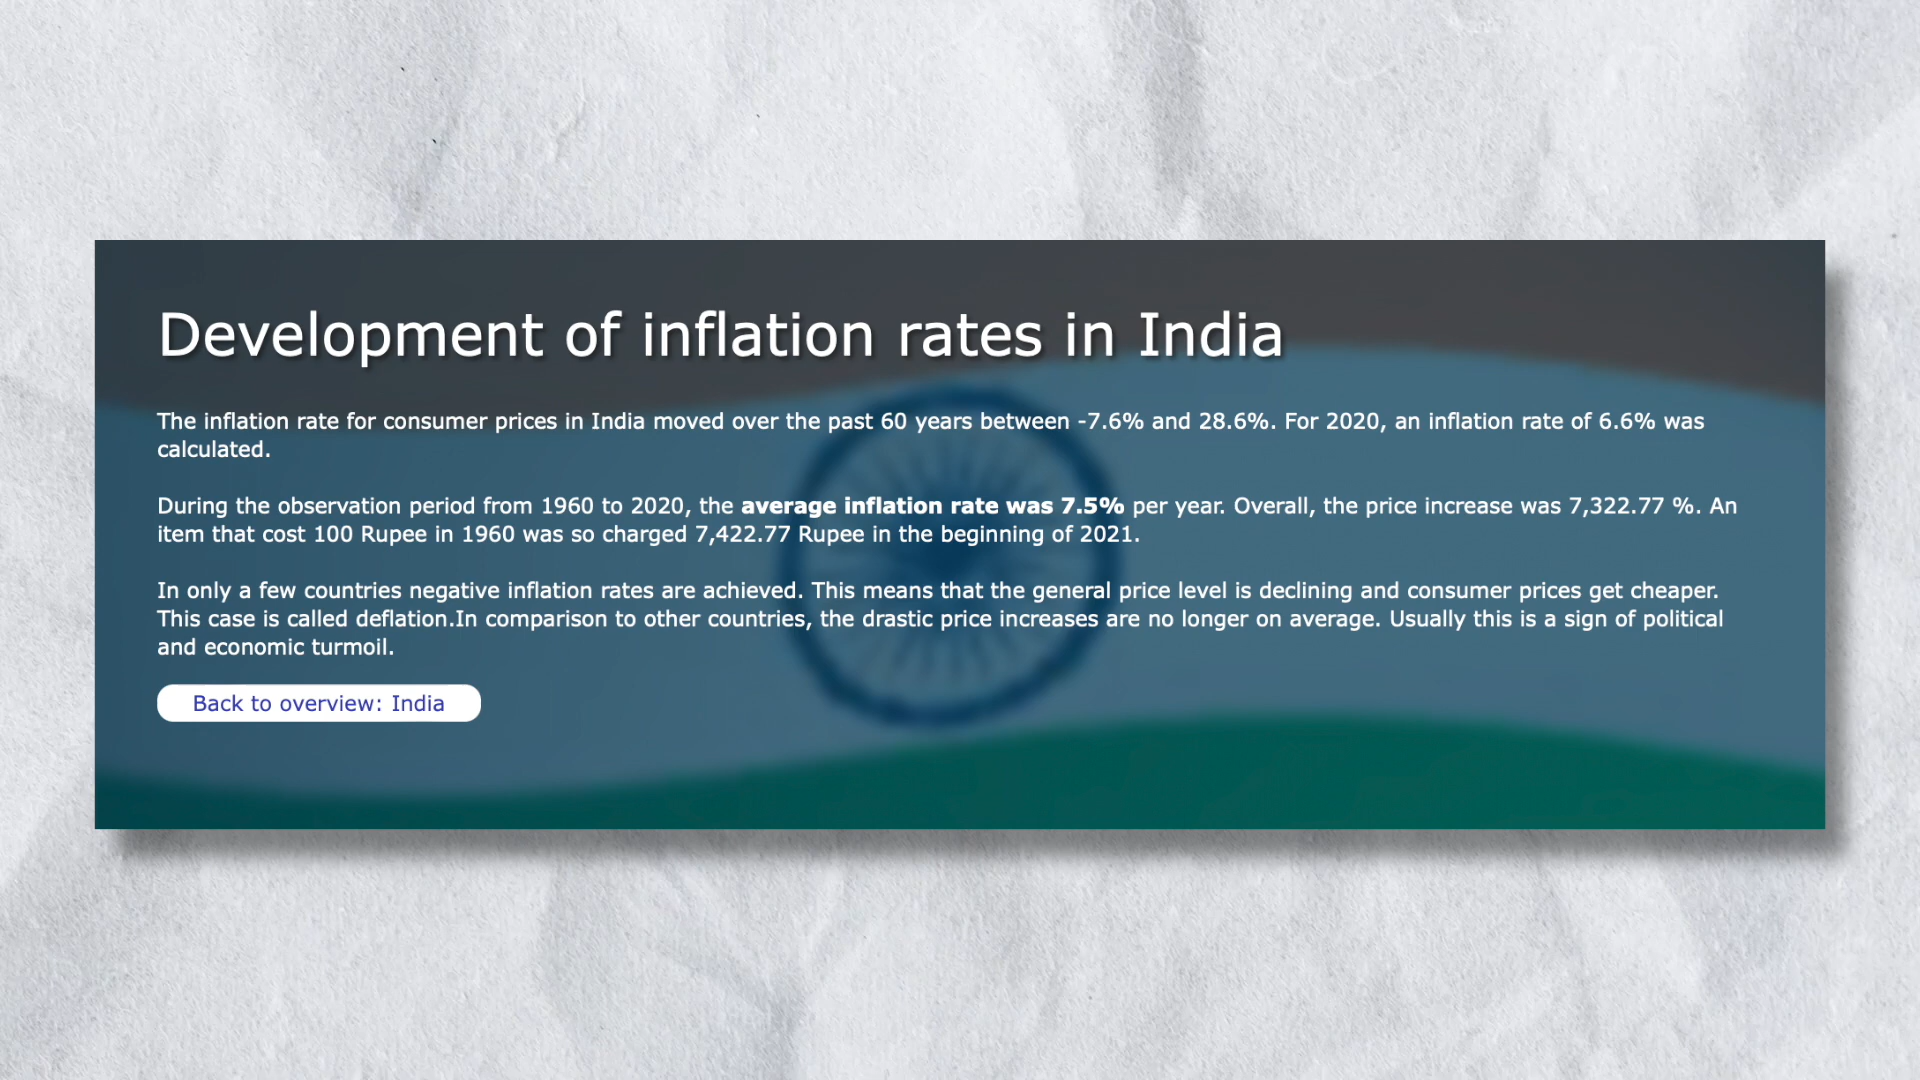 Development of inflation rates in India
The inflation rate for consumer prices in India moved over the past 60 years between -7.6% and 28.6%. For 2020, an inflation rate of 6.6% was
calculated.
During the observation period from 1960 to 2020, the average inflation rate was 7.5% per year. Overall, the price increase was 7,322.77 %. An
item that cost 100 Rupee in 1960 was so charged 7,422.77 Rupee in the beginning of 2021.
In only a few countries negative inflation rates are achieved. This means that the general price level is declining and consumer prices get cheaper.
This case is called deflation.In comparison to other countries, the drastic price increases are no longer on average. Usually this is a sign of political
and economic turmoil.
Back to overview: India